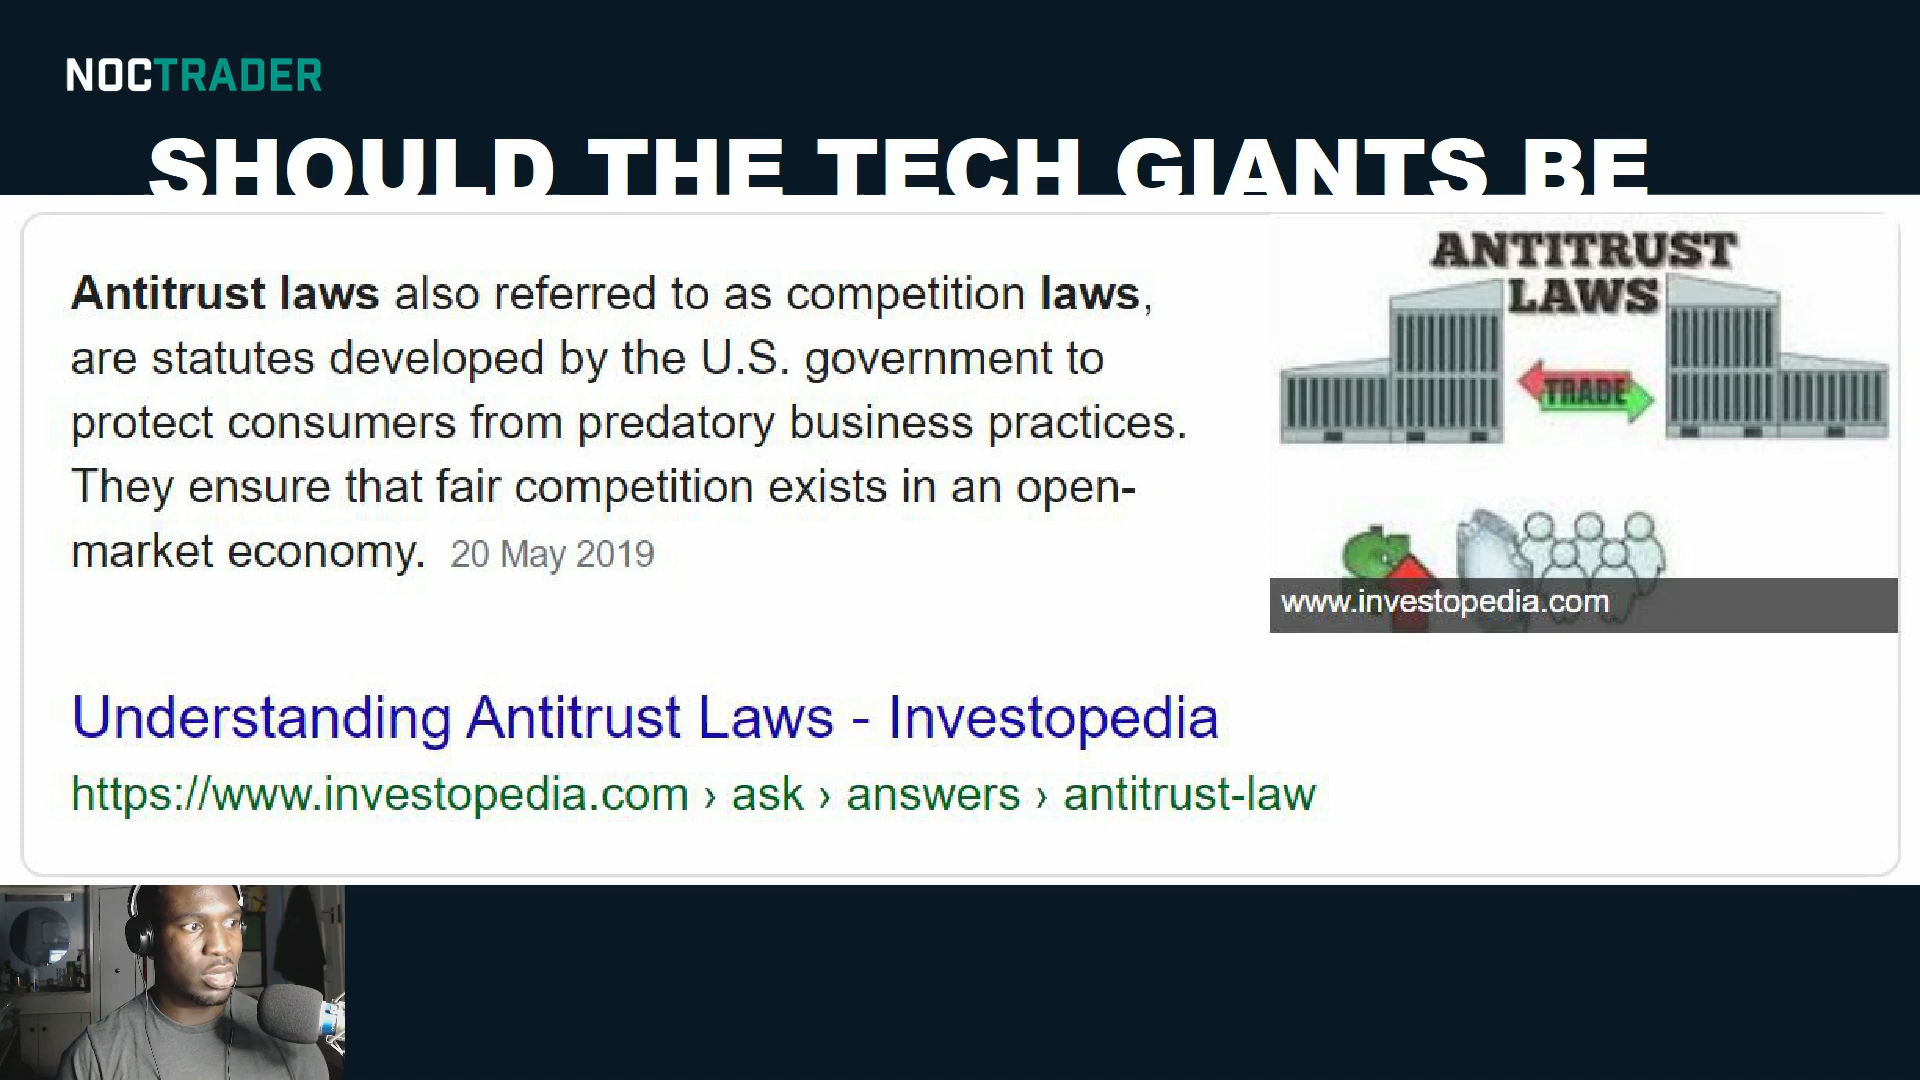 NOCTRADER
SHOULD THE TECH GIANTS BE
Antitrust laws also referred to as competition laws,
are statutes developed by the U.S. government to
protect consumers from predatory business practices.
They ensure that fair competition exists in an open-
market economy. 20 May 2019
ANTITRUST
LAWS
TRADE
www.investopedia.com
Understanding Antitrust Laws - Investopedia
https://www.investopedia.com › ask › answers › antitrust-law